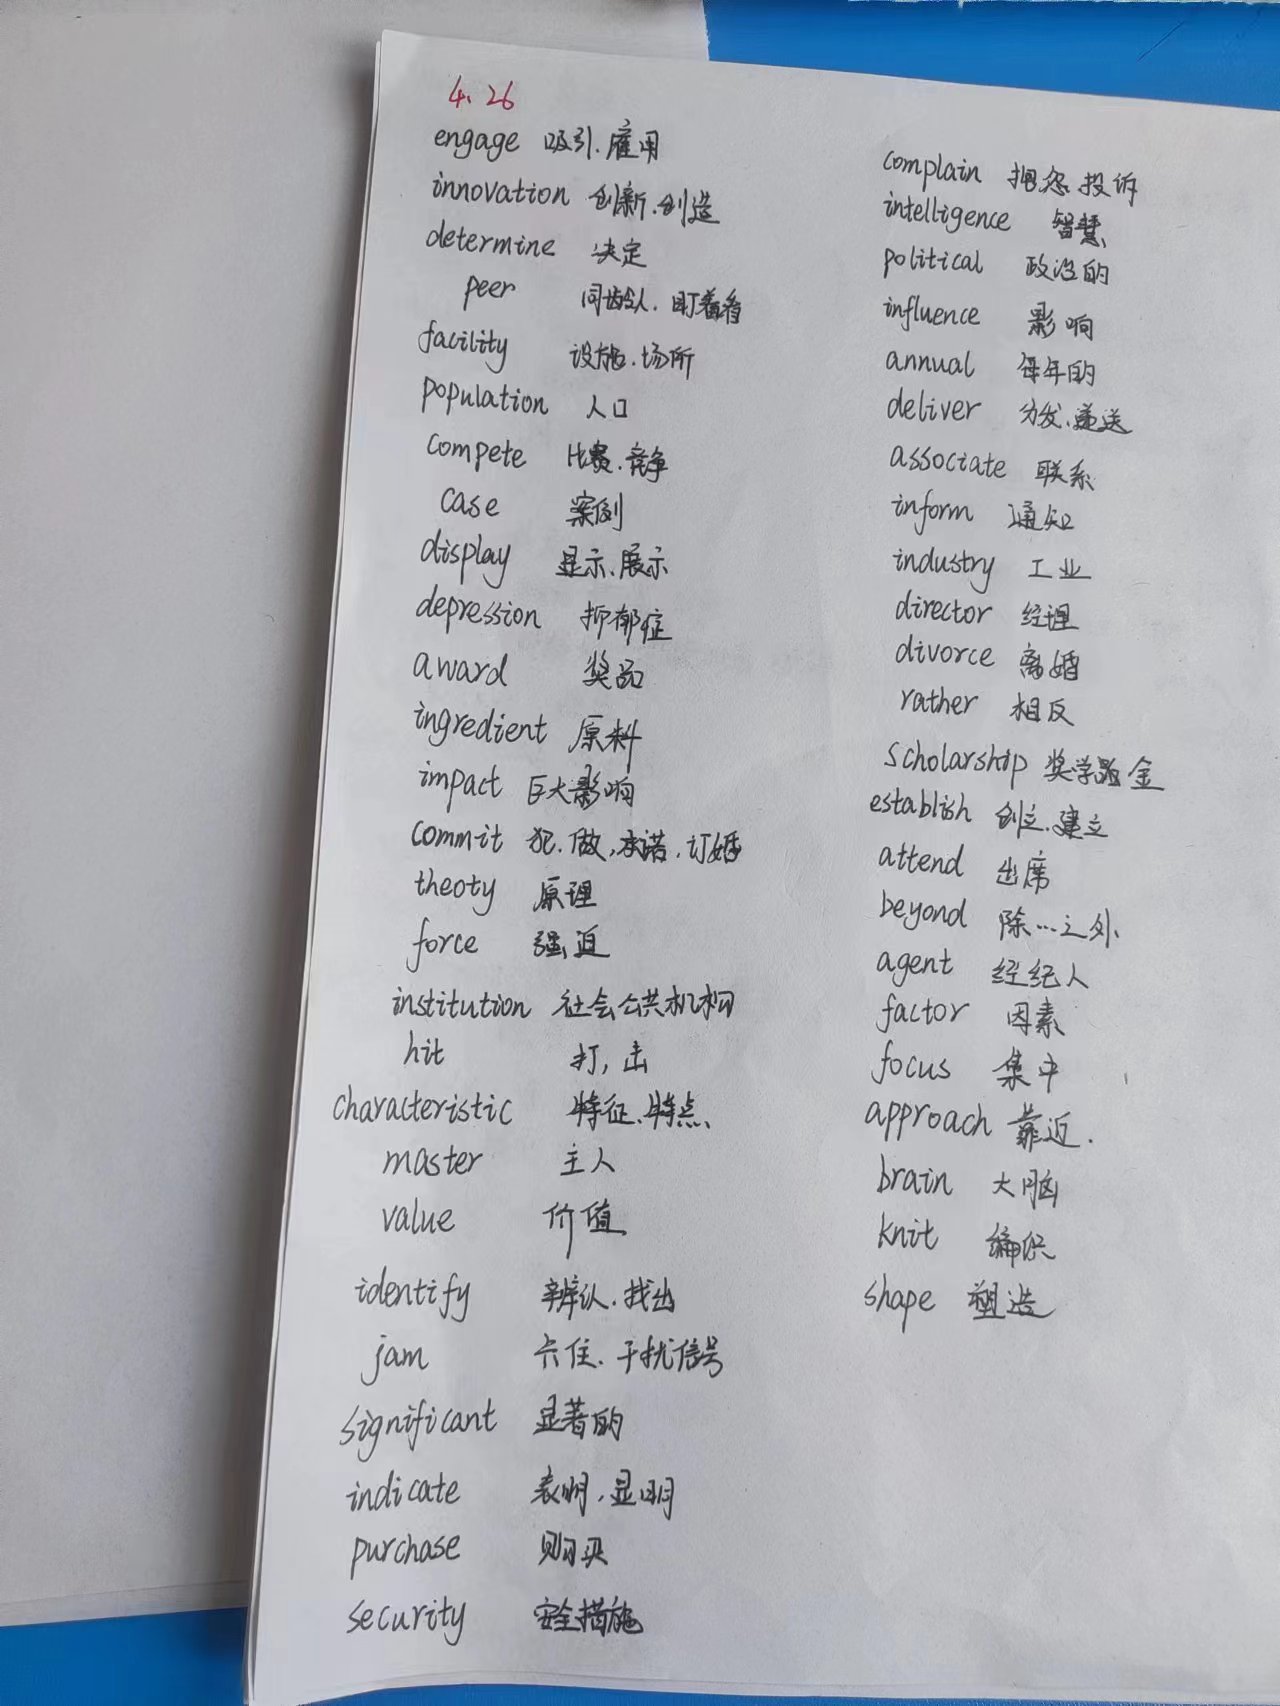 4.26
engage 吸引.雇用
innovation 创新.创造
determine 决定
peer 同龄人.盯着看
facility 设施.场所
population 人口
compete 比赛.竞争
case 案例
display 显示.展示
depression 抑郁症
award 奖品
ingredient 原料
impact 巨大影响
commit 犯.做,承诺.订婚
theoty 原理
force 强迫
institution 社会公共机构
hit 打,击
characteristic 特征.特点、
master 主人
value 价值
identify 辨认.找出
jam 卡住.干扰信号
significant 显著的
indicate 表明,显明
purchase 购买
security 安全措施
complain 抱怨.投诉
intelligence 智慧
political 政治的
influence 影响
annual 每年的
deliver 分发.递送
associate 联系
inform 通知
industry 工业
director 经理
divorce 离婚
rather 相反
scholarship 奖学金
establish 创立.建立
attend 出席
beyond 除…之外
agent 经纪人
factor 因素
focus 集中
approach 靠近.
brain 大脑
knit 编织
shape 塑造